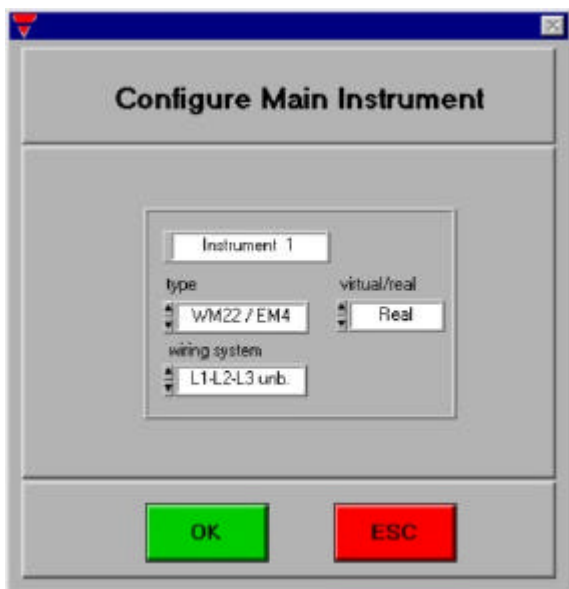 Configure Main Instrument
Instrument 1
type virtual/real
WM22 / EM4 Real
wiring system
L1-L2-L3 unb.
OK ESC